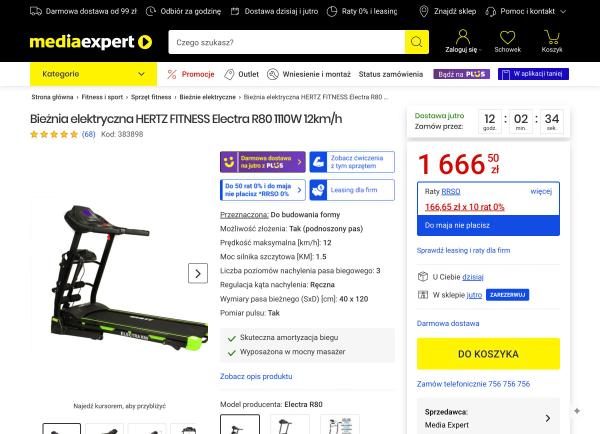 Darmowa dostawa od 99 zł
Odbiór za godzinę
Dostawa dzisiaj i jutro
Raty 0% i leasing
Znajdź sklep
Pomoc i kontakt
mediaexpert
Czego szukasz?
Zaloguj się
Schowek
Koszyk
Kategorie
Promocje
Outlet
Wniesienie i montaż
Status zamówienia
Bądź na PLUS
W aplikacji taniej
Strona główna › Fitness i sport › Sprzęt fitness › Bieżnie elektryczne › Bieżnia elektryczna HERTZ FITNESS Electra R80 ...
Bieżnia elektryczna HERTZ FITNESS Electra R80 1110W 12km/h
(68) Kod: 383898
Dostawa jutro
Zamów przez:
12 : 02 : 34
godz. min. sek.
Darmowa dostawa
na jutro z PLUS
Zobacz ćwiczenia
z tym sprzętem
Do 50 rat 0% i do maja
nie płacisz *RRSO 0%
Leasing dla firm
Przeznaczona: Do budowania formy
Możliwość złożenia: Tak (podnoszony pas)
Prędkość maksymalna [km/h]: 12
Moc silnika szczytowa [KM]: 1.5
Liczba poziomów nachylenia pasa biegowego: 3
Regulacja kąta nachylenia: Ręczna
Wymiary pasa bieżnego (SxD) [cm]: 40 x 120
Pomiar pulsu: Tak
Skuteczna amortyzacja biegu
Wyposażona w mocny masażer
Zobacz opis produktu
Model producenta: Electra R80
ELECTRA R80
Najedź kursorem, aby przybliżyć
1 666 50 zł
Raty RRSO
więcej
166,65 zł x 10 rat 0%
Do maja nie płacisz
Sprawdź leasing i raty dla firm
U Ciebie dzisiaj
W sklepie jutro ZAREZERWUJ
Darmowa dostawa
DO KOSZYKA
Zamów telefonicznie 756 756 756
Sprzedawca:
Media Expert